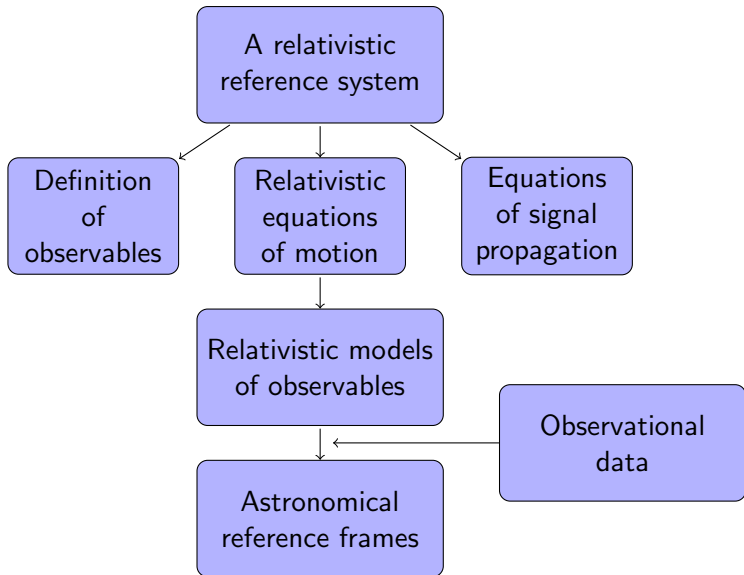 A relativistic
reference system
Definition
of
observables
Relativistic
equations
of motion
Equations
of signal
propagation
Relativistic models
of observables
Observational
data
Astronomical
reference frames